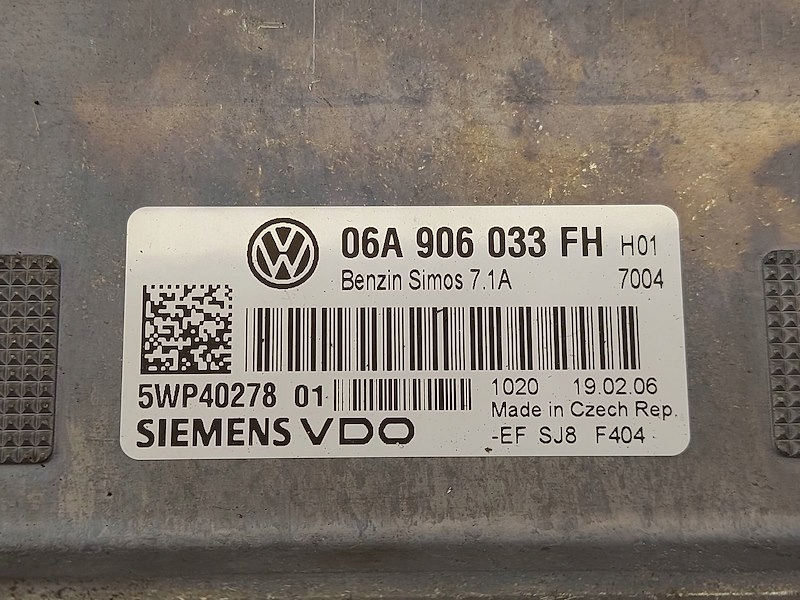 06A 906 033 FH H01
Benzin Simos 7.1A 7004
5WP40278 01 1020 19.02.06
Made in Czech Rep.
SIEMENS VDO -EF SJ8 F404